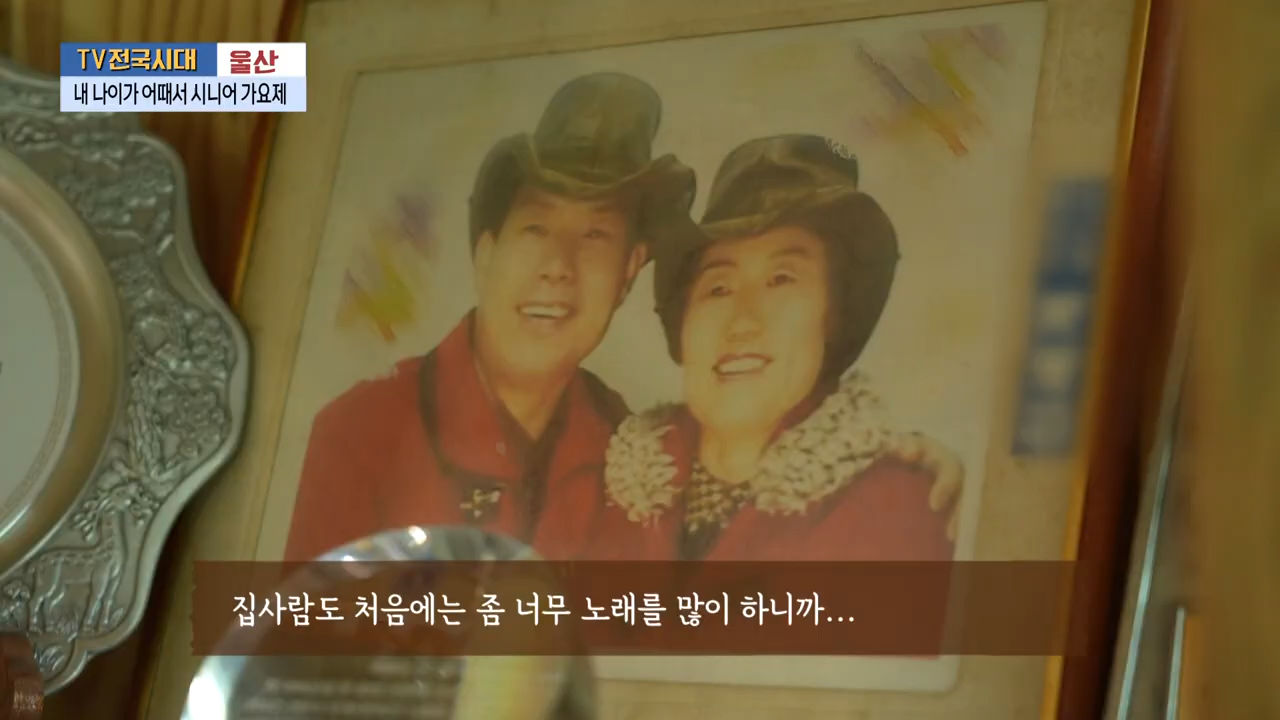 TV전국시대 울산
내 나이가 어때서 시니어 가요제
집사람도 처음에는 좀 너무 노래를 많이 하니까...